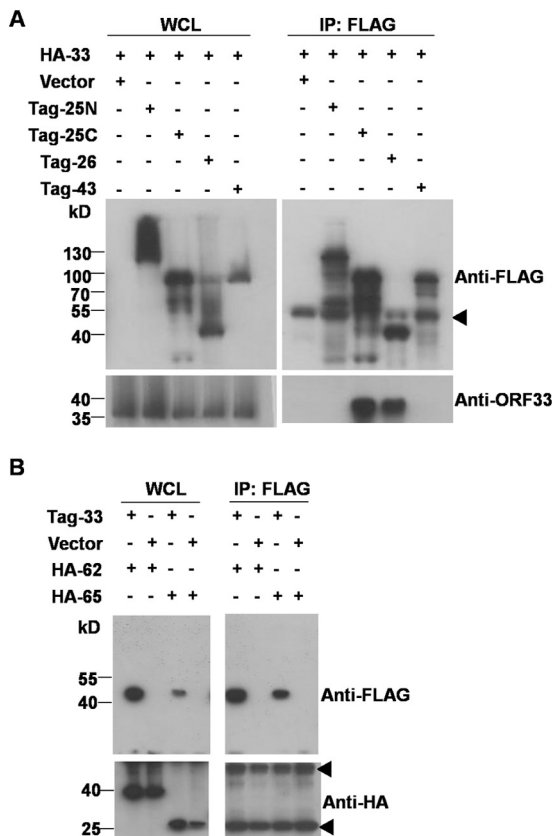 A
WCL IP: FLAG
HA-33 + + + + + + + + + +
Vector + - - - - + - - - -
Tag-25N - + - - - - + - - -
Tag-25C - - + - - - - + - -
Tag-26 - - - + - - - - + -
Tag-43 - - - - + - - - - +
kD
130
100
70
55
40
Anti-FLAG
40
35
Anti-ORF33
B
WCL IP: FLAG
Tag-33 + - + - + - + -
Vector - + - + - + - +
HA-62 + + - - + + - -
HA-65 - - + + - - + +
kD
55
40
Anti-FLAG
40
25
Anti-HA